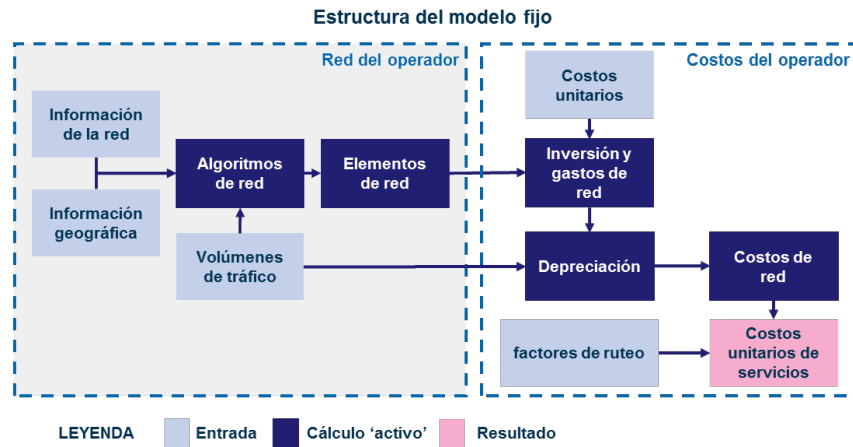 Estructura del modelo fijo
Red del operador
Información
de la red
Información
geográfica
Algoritmos
de red
Elementos
de red
Volúmenes
de tráfico
Costos del operador
Costos
unitarios
Inversión y
gastos de
red
Depreciación
Costos de
red
factores de ruteo
Costos
unitarios de
servicios
LEYENDA
Entrada
Cálculo ‘activo’
Resultado